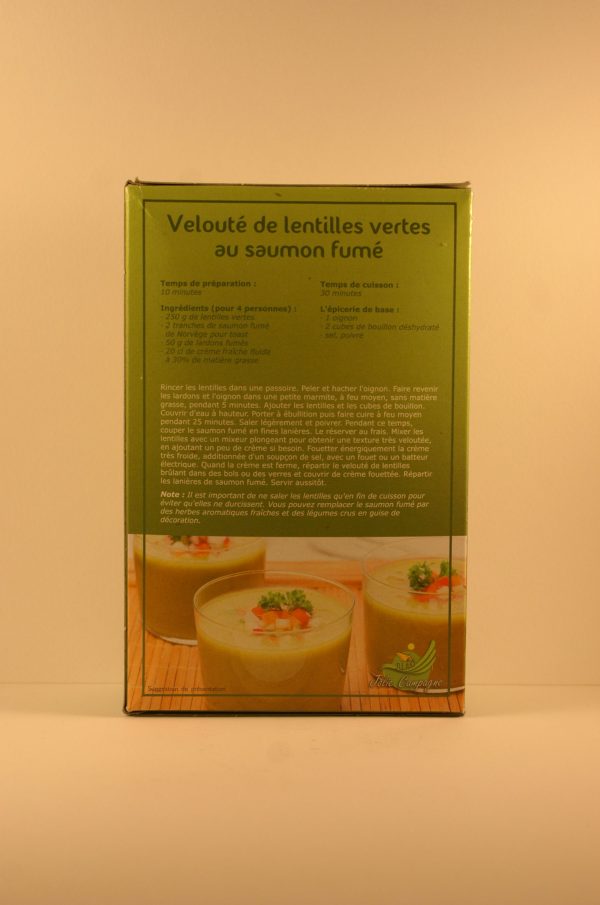 Velouté de lentilles vertes
au saumon fumé
Temps de préparation :
10 minutes
Ingrédients (pour 4 personnes) :
- 250 g de lentilles vertes
- 2 tranches de saumon fumé
de Norvège pour toast
- 50 g de lardons fumés
- 20 cl de crème fraîche fluide
à 30% de matière grasse
Temps de cuisson :
30 minutes
L'épicerie de base :
- 1 oignon
- 2 cubes de bouillon déshydraté
sel, poivre
Rincer les lentilles dans une passoire. Peler et hacher l'oignon. Faire revenir
les lardons et l'oignon dans une petite marmite, à feu moyen, sans matière
grasse, pendant 5 minutes. Ajouter les lentilles et les cubes de bouillon.
Couvrir d'eau à hauteur. Porter à ébullition puis faire cuire à feu moyen
pendant 25 minutes. Saler légèrement et poivrer. Pendant ce temps,
couper le saumon fumé en fines lanières. Le réserver au frais. Mixer les
lentilles avec un mixeur plongeant pour obtenir une texture très veloutée,
en ajoutant un peu de crème si besoin. Fouetter énergiquement la crème
très froide, additionnée d'un soupçon de sel, avec un fouet ou un batteur
électrique. Quand la crème est ferme, répartir le velouté de lentilles
brûlant dans des bols ou des verres et couvrir de crème fouettée. Répartir
les lanières de saumon fumé. Servir aussitôt.
Note : Il est important de ne saler les lentilles qu'en fin de cuisson pour
éviter qu'elles ne durcissent. Vous pouvez remplacer le saumon fumé par
des herbes aromatiques fraîches et des légumes crus en guise de
décoration.
Jolie Campagne
Suggestion de présentation